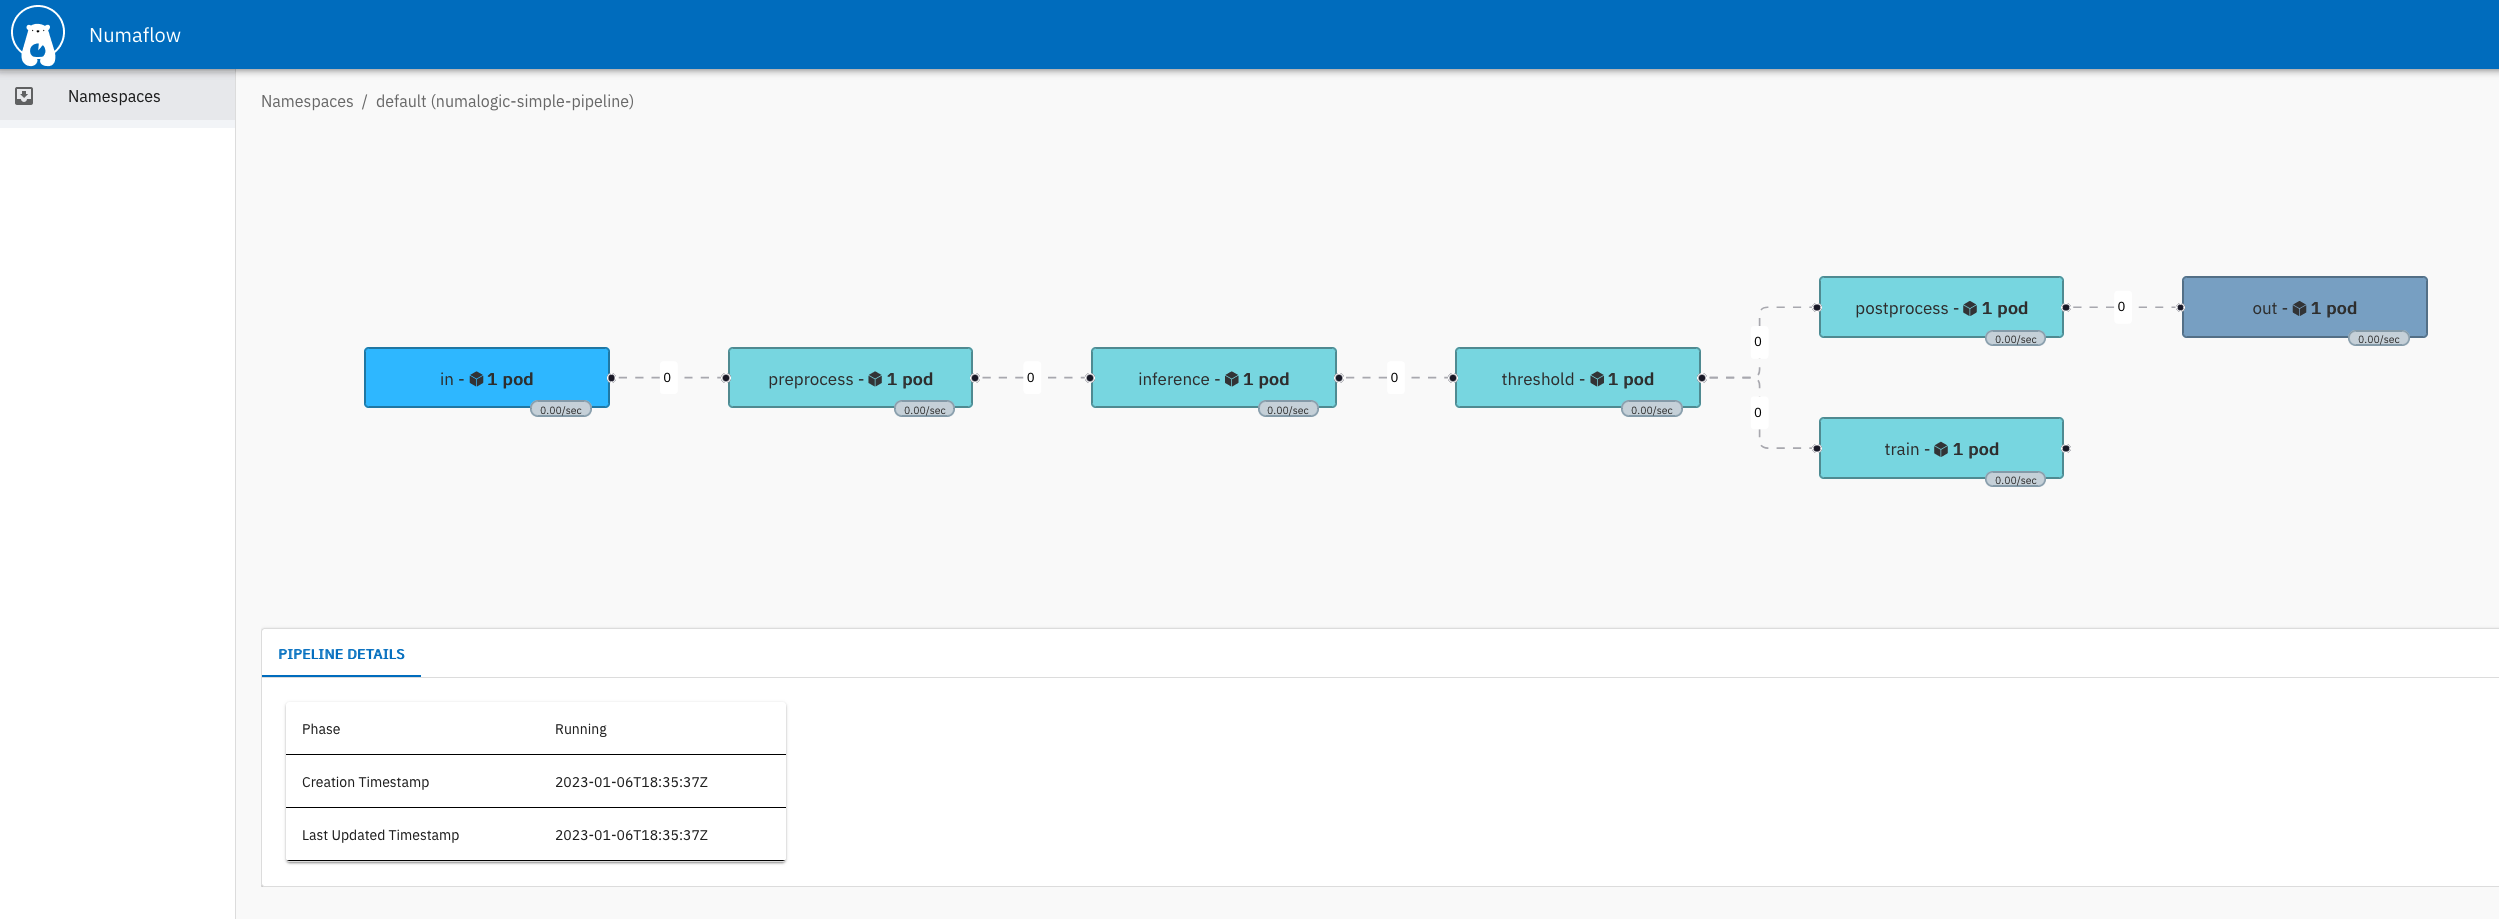 Numaflow
Namespaces
Namespaces / default (numalogic-simple-pipeline)
in - 1 pod
0.00/sec
0
preprocess - 1 pod
0.00/sec
0
inference - 1 pod
0.00/sec
0
threshold - 1 pod
0.00/sec
0
postprocess - 1 pod
0.00/sec
0
out - 1 pod
0.00/sec
0
train - 1 pod
0.00/sec
PIPELINE DETAILS
Phase Running
Creation Timestamp 2023-01-06T18:35:37Z
Last Updated Timestamp 2023-01-06T18:35:37Z